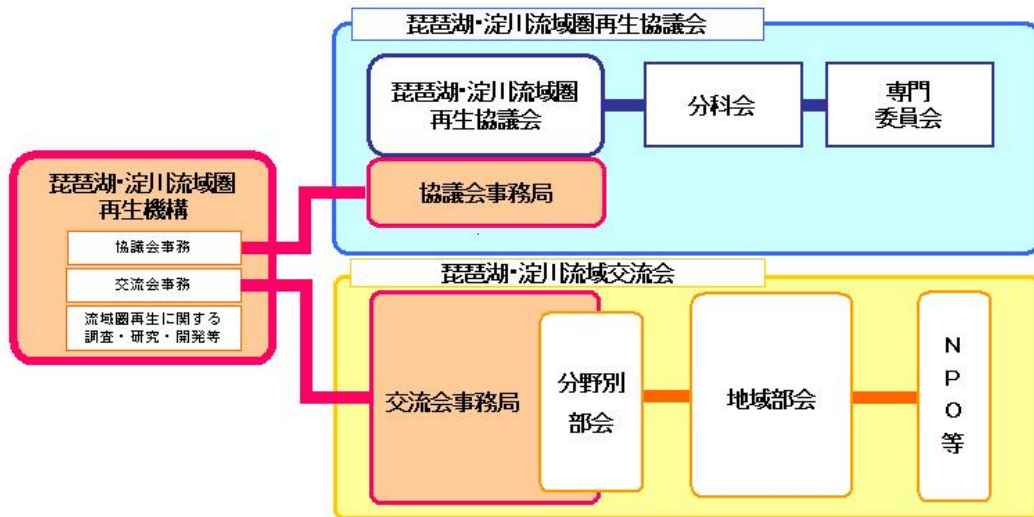 琵琶湖・淀川流域圏再生協議会
琵琶湖・淀川流域圏
再生協議会
分科会
専門
委員会
協議会事務局
琵琶湖・淀川流域圏
再生機構
協議会事務
交流会事務
流域圏再生に関する
調査・研究・開発等
琵琶湖・淀川流域交流会
交流会事務局
分野別
部会
地域部会
N
P
O
等